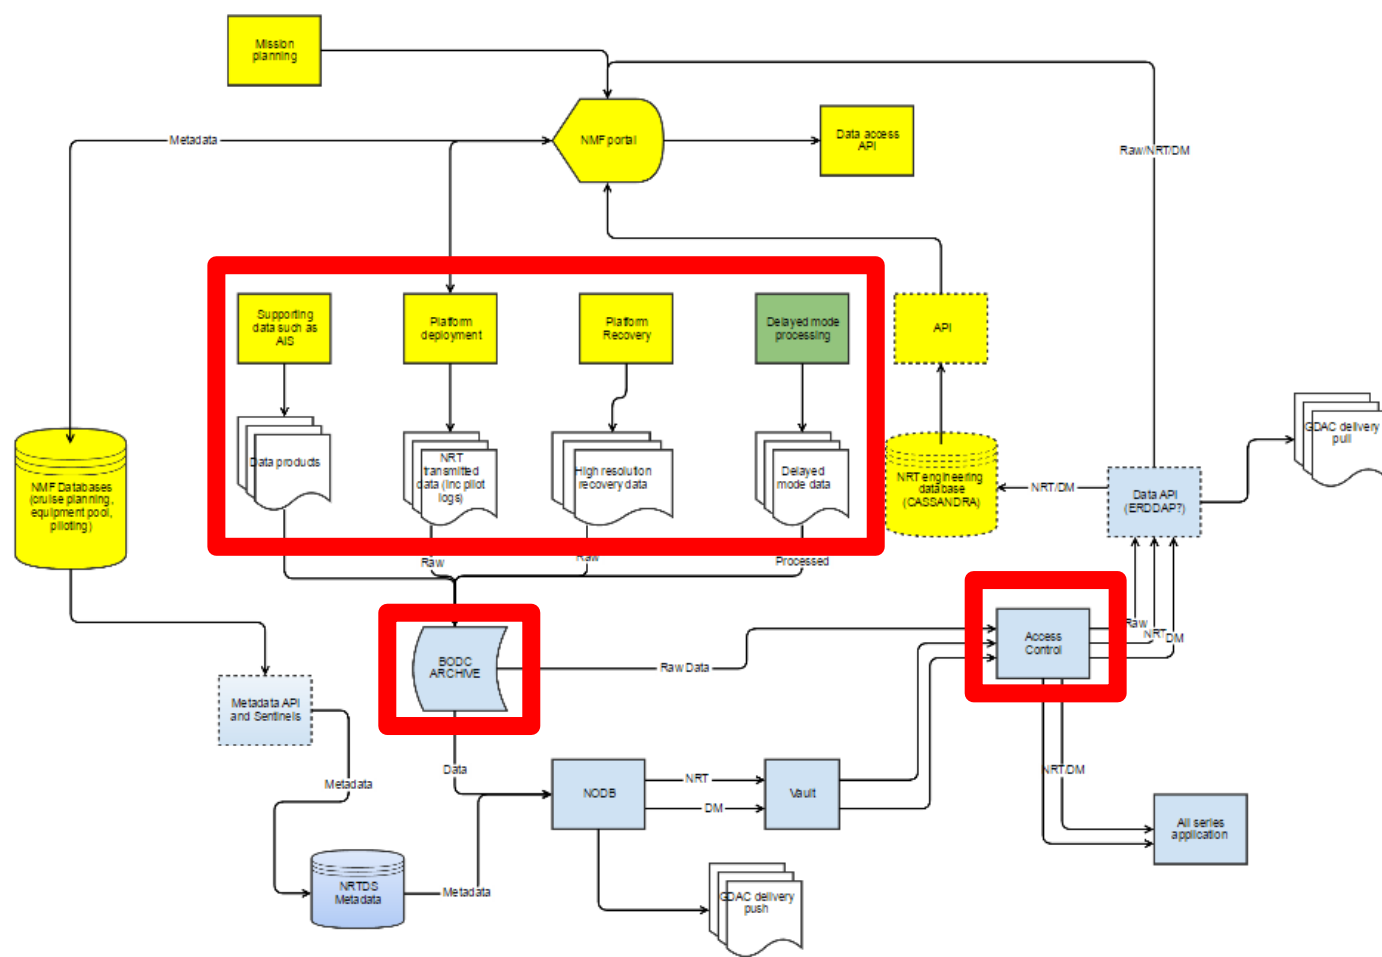 Mission
planning
Metadata
NMF portal
Data access
API
Raw/NRT/DM
Supporting
data such as
AIS
Platform
deployment
Platform
Recovery
Delayed mode
processing
API
Data products
NRT
transmitted
data (Inc pilot
logs)
High resolution
recovery data
Delayed
mode data
NMF Databases
(cruise planning,
equipment pool,
piloting)
NRT engineering
database
(CASSANDRA)
NRT/DM
Data API
(ERDDAP?)
GDAC delivery
pull
Raw
Raw
Processed
BODC
ARCHIVE
Raw Data
Access
Control
Raw
NRT
DM
Metadata API
and Sentinels
Metadata
Data
NODB
NRT
DM
Vault
NRT/DM
All series
application
NRTDS
Metadata
Metadata
GDAC delivery
push